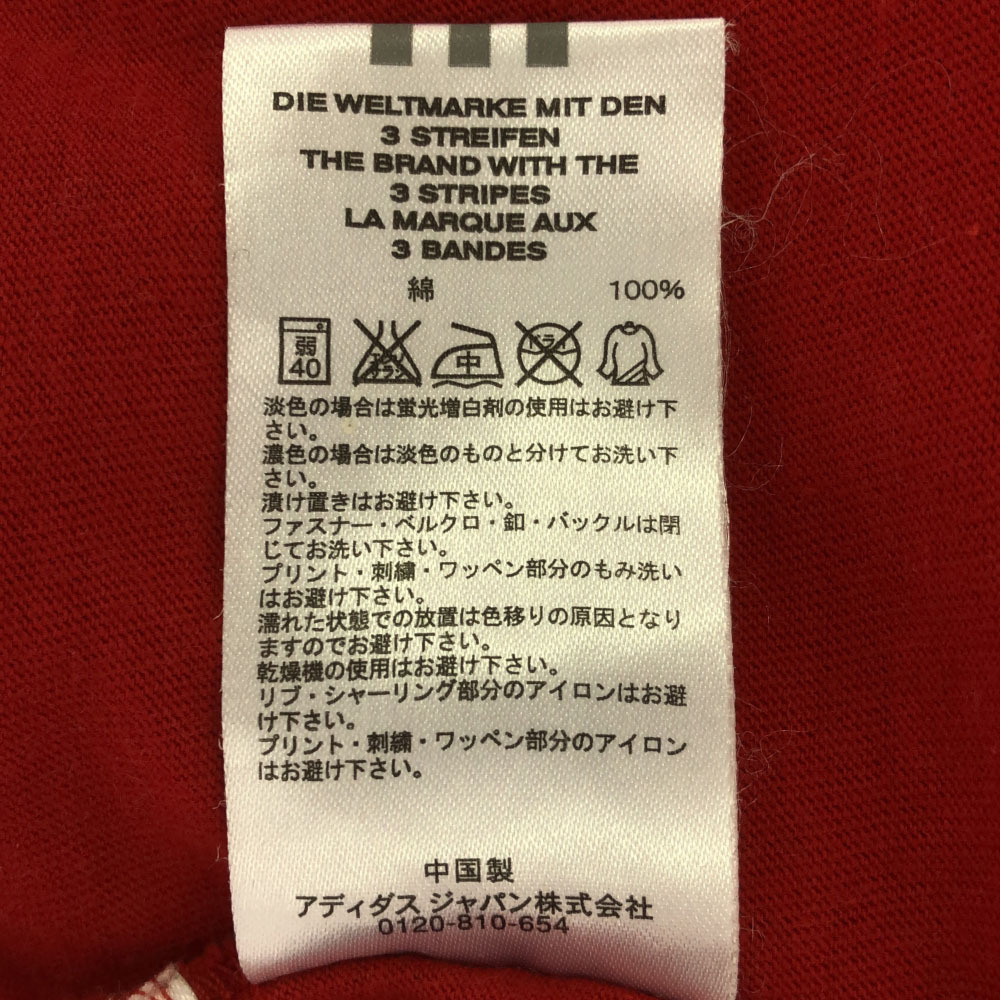 DIE WELTMARKE MIT DEN
3 STREIFEN
THE BRAND WITH THE
3 STRIPES
LA MARQUE AUX
3 BANDES
綿 100%
弱 40 エンソ サラシ 中 ドライ
淡色の場合は蛍光増白剤の使用はお避け下
さい。
濃色の場合は淡色のものと分けてお洗い下
さい。
漬け置きはお避け下さい。
ファスナー・ベルクロ・釦・バックルは閉
じてお洗い下さい。
プリント・刺繍・ワッペン部分のもみ洗い
はお避け下さい。
濡れた状態での放置は色移りの原因となり
ますのでお避け下さい。
乾燥機の使用はお避け下さい。
リブ・シャーリング部分のアイロンはお避
け下さい。
プリント・刺繍・ワッペン部分のアイロン
はお避け下さい。
中国製
アディダス ジャパン株式会社
0120-810-654